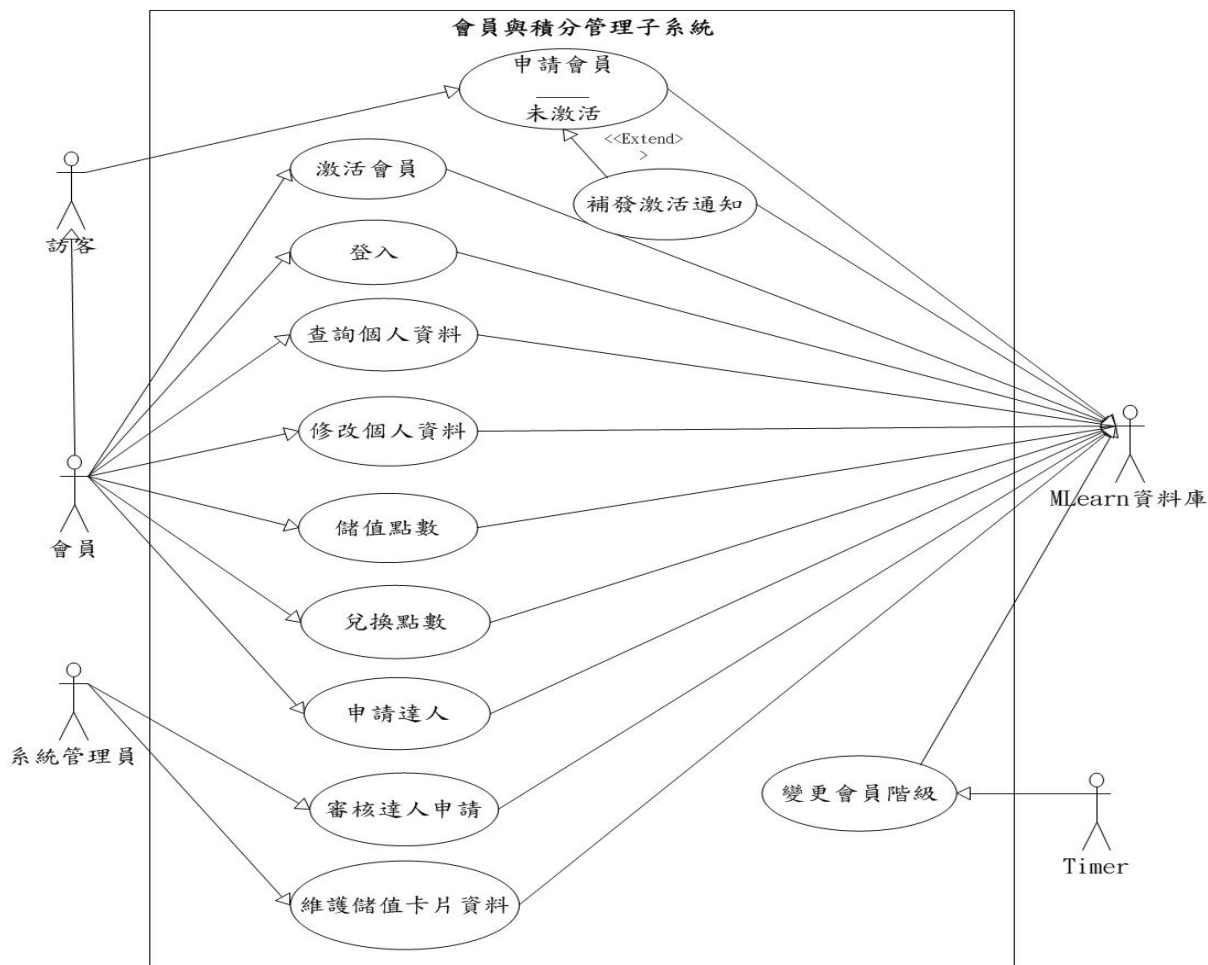 會員與積分管理子系統
申請會員
未激活
<<Extend>
>
激活會員
補發激活通知
訪客
登入
查詢個人資料
修改個人資料
MLearn資料庫
會員
儲值點數
兌換點數
申請達人
系統管理員
審核達人申請
變更會員階級
Timer
維護儲值卡片資料